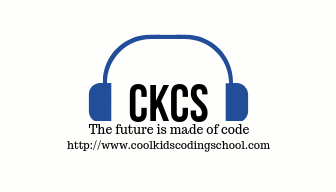 CKCS
The future is made of code
http://www.coolkidscodingschool.com